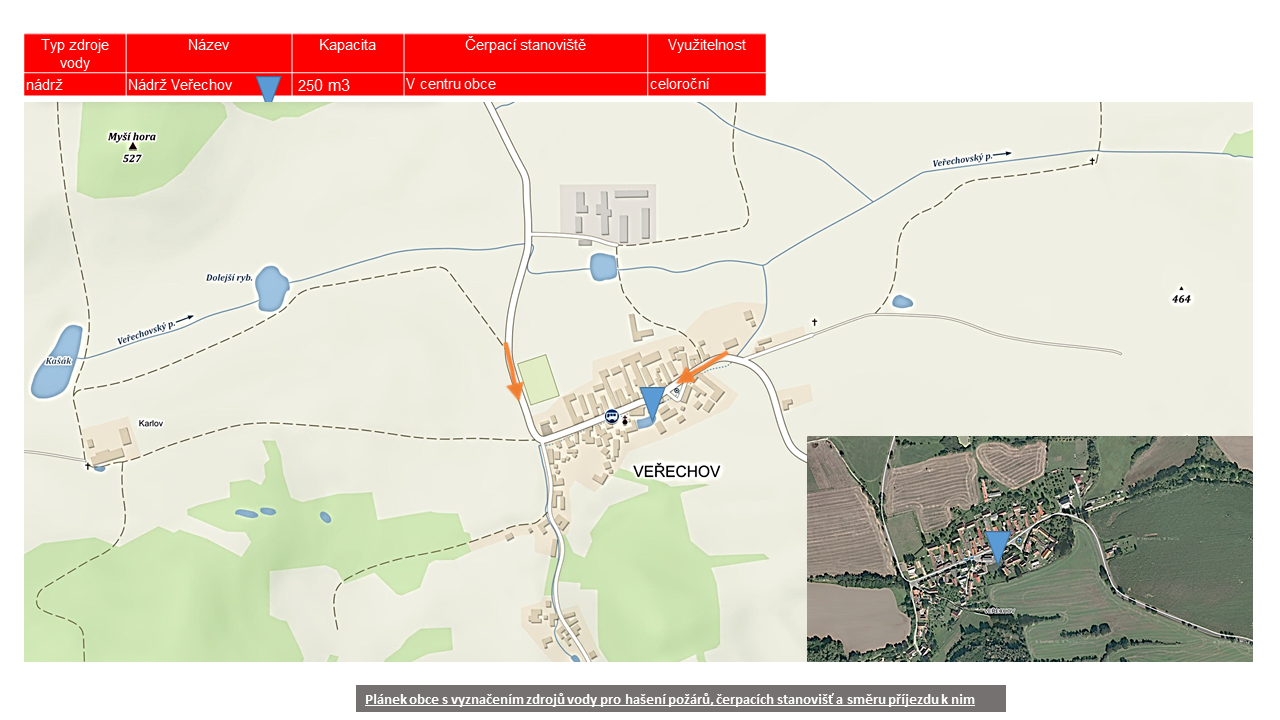 Typ zdroje vody
Název
Kapacita
Čerpací stanoviště
Využitelnost
nádrž
Nádrž Veřechov
250 m3
V centru obce
celoroční
Myší hora
527
Veřechovský p.
Dolejší ryb.
464
Veřechovský p.
Kašák
Karlov
VEŘECHOV
VEŘECHOV
Plánek obce s vyznačením zdrojů vody pro hašení požárů, čerpacích stanovišť a směru příjezdu k nim